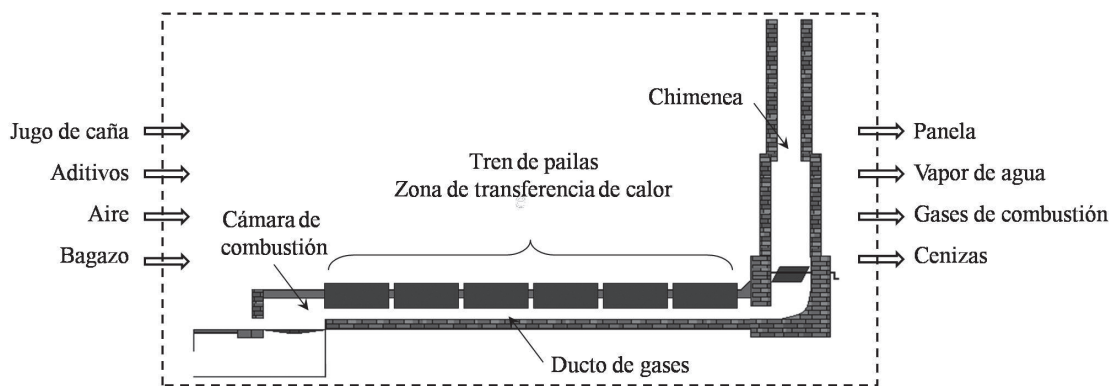 Jugo de caña
Aditivos
Aire
Bagazo
Cámara de
combustión
Tren de pailas
Zona de transferencia de calor
Chimenea
Ducto de gases
Panela
Vapor de agua
Gases de combustión
Cenizas